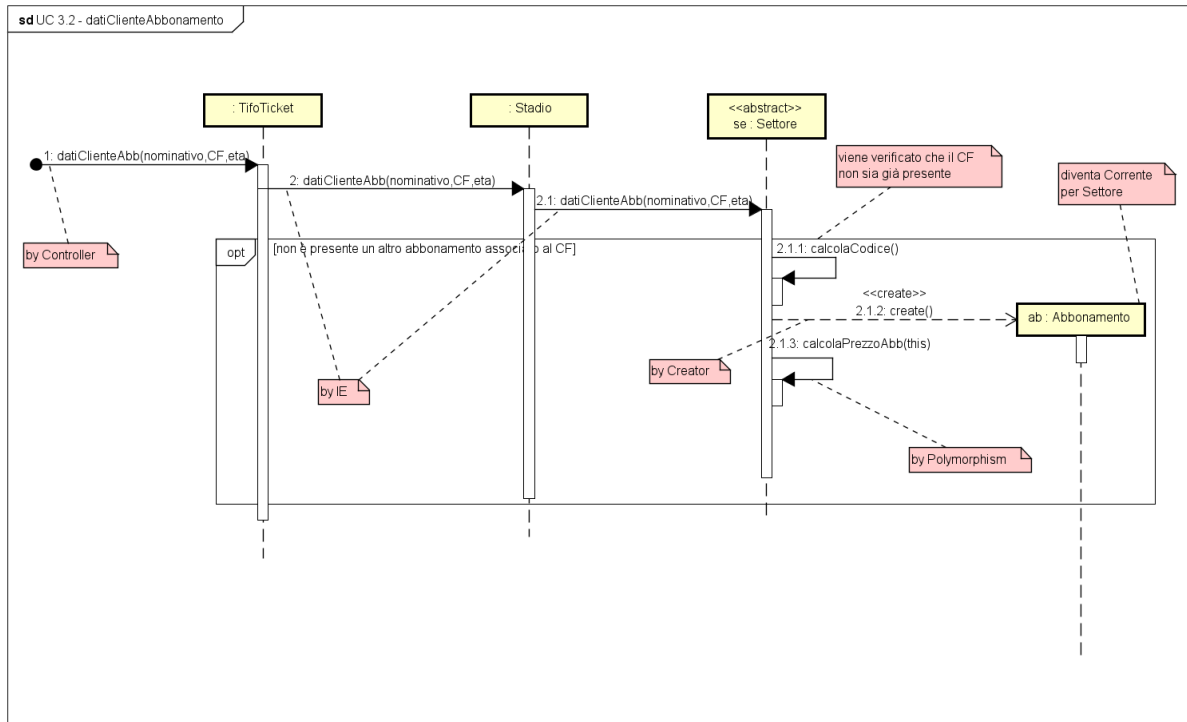 sd UC 3.2 - datiClienteAbbonamento
: TifoTicket
: Stadio
<<abstract>>
se : Settore
1: datiClienteAbb(nominativo,CF,eta)
viene verificato che il CF
non sia già presente
diventa Corrente
per Settore
2: datiClienteAbb(nominativo,CF,eta)
2.1: datiClienteAbb(nominativo,CF,eta)
by Controller
opt
[non è presente un altro abbonamento associato al CF]
2.1.1: calcolaCodice()
<<create>>
2.1.2: create()
ab : Abbonamento
2.1.3: calcolaPrezzoAbb(this)
by Creator
by IE
by Polymorphism